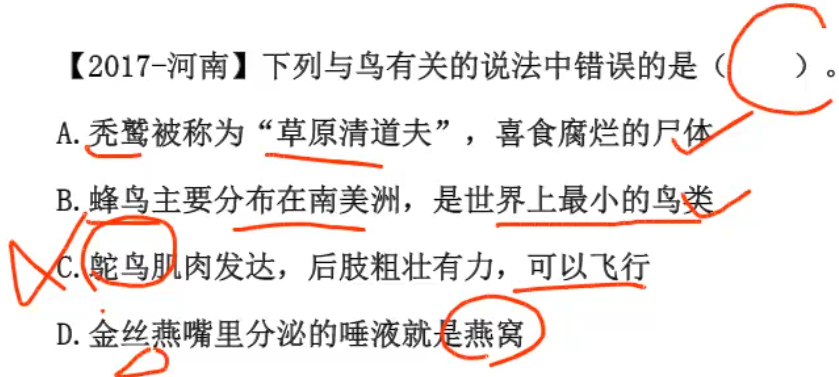 【2017-河南】下列与鸟有关的说法中错误的是（　　）。
A.秃鹫被称为“草原清道夫”，喜食腐烂的尸体
B.蜂鸟主要分布在南美洲，是世界上最小的鸟类
C.鸵鸟肌肉发达，后肢粗壮有力，可以飞行
D.金丝燕嘴里分泌的唾液就是燕窝